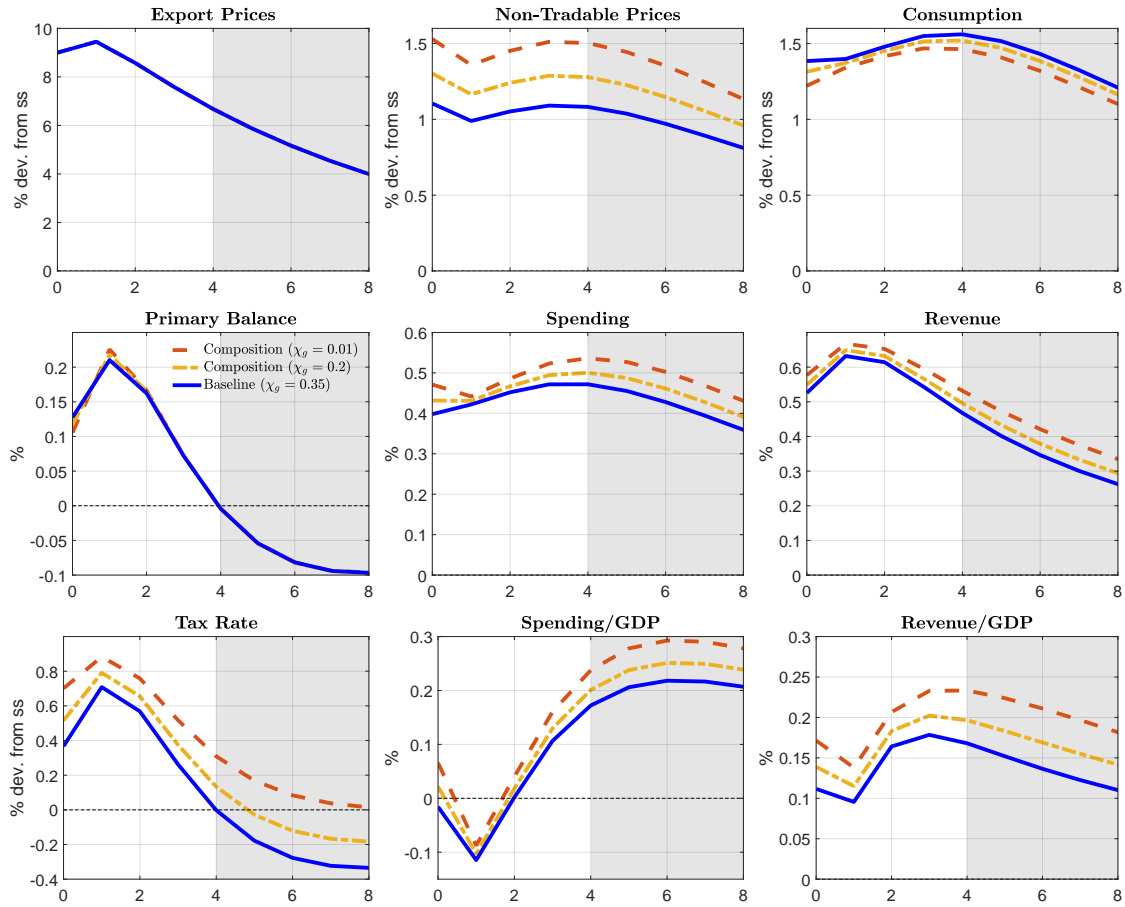 Export Prices
% dev. from ss
10
8
6
4
2
0
0 2 4 6 8
Non-Tradable Prices
% dev. from ss
1.5
1
0.5
0
0 2 4 6 8
Consumption
% dev. from ss
1.5
1
0.5
0
0 2 4 6 8
Primary Balance
%
0.2
0.15
0.1
0.05
0
-0.05
-0.1
Composition (χg = 0.01)
Composition (χg = 0.2)
Baseline (χg = 0.35)
0 2 4 6 8
Spending
%
0.6
0.5
0.4
0.3
0.2
0.1
0
0 2 4 6 8
Revenue
%
0.6
0.5
0.4
0.3
0.2
0.1
0
0 2 4 6 8
Tax Rate
% dev. from ss
0.8
0.6
0.4
0.2
0
-0.2
-0.4
0 2 4 6 8
Spending/GDP
%
0.3
0.2
0.1
0
-0.1
0 2 4 6 8
Revenue/GDP
%
0.3
0.25
0.2
0.15
0.1
0.05
0
0 2 4 6 8